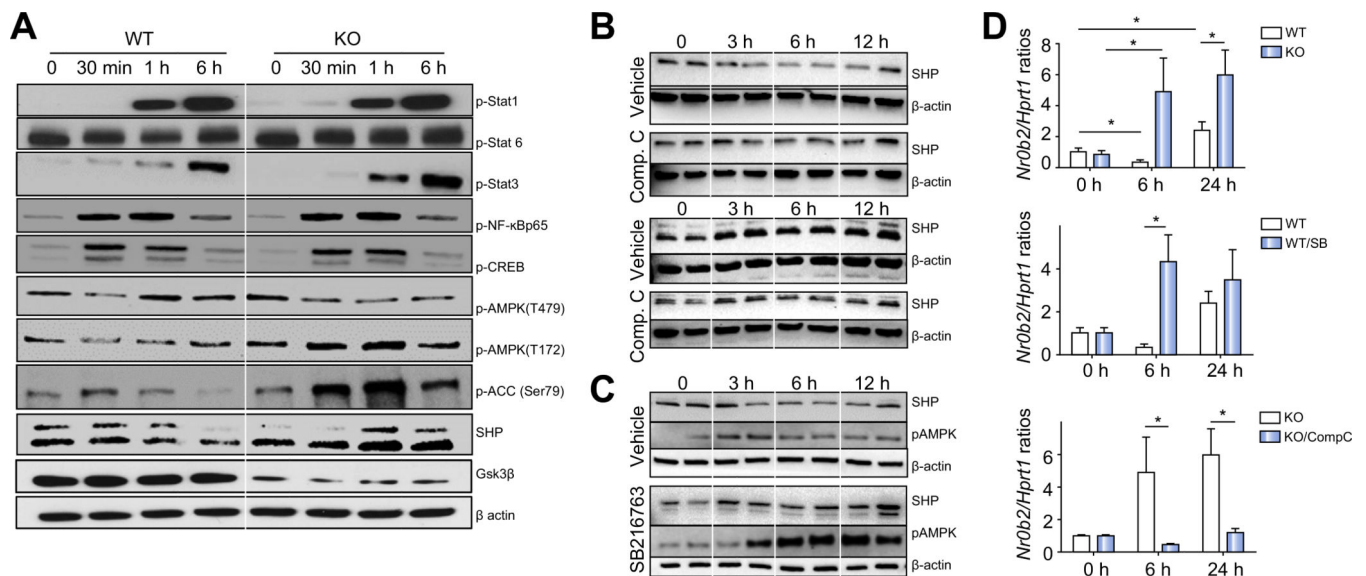 A
WT KO
0 30 min 1 h 6 h 0 30 min 1 h 6 h
p-Stat1
p-Stat 6
p-Stat3
p-NF-κBp65
p-CREB
p-AMPK(T479)
p-AMPK(T172)
p-ACC (Ser79)
SHP
Gsk3β
β actin
B
0 3 h 6 h 12 h
Vehicle
SHP
β-actin
Comp. C
SHP
β-actin
0 3 h 6 h 12 h
Vehicle
SHP
β-actin
Comp. C
SHP
β-actin
C
0 3 h 6 h 12 h
Vehicle
SHP
pAMPK
β-actin
SB216763
SHP
pAMPK
β-actin
D
Nr0b2/Hprt1 ratios
8
6
4
2
0
* * * *
WT
KO
0 h 6 h 24 h
Nr0b2/Hprt1 ratios
4
2
0
*
WT
WT/SB
0 h 6 h 24 h
Nr0b2/Hprt1 ratios
8
6
4
2
0
* *
KO
KO/CompC
0 h 6 h 24 h